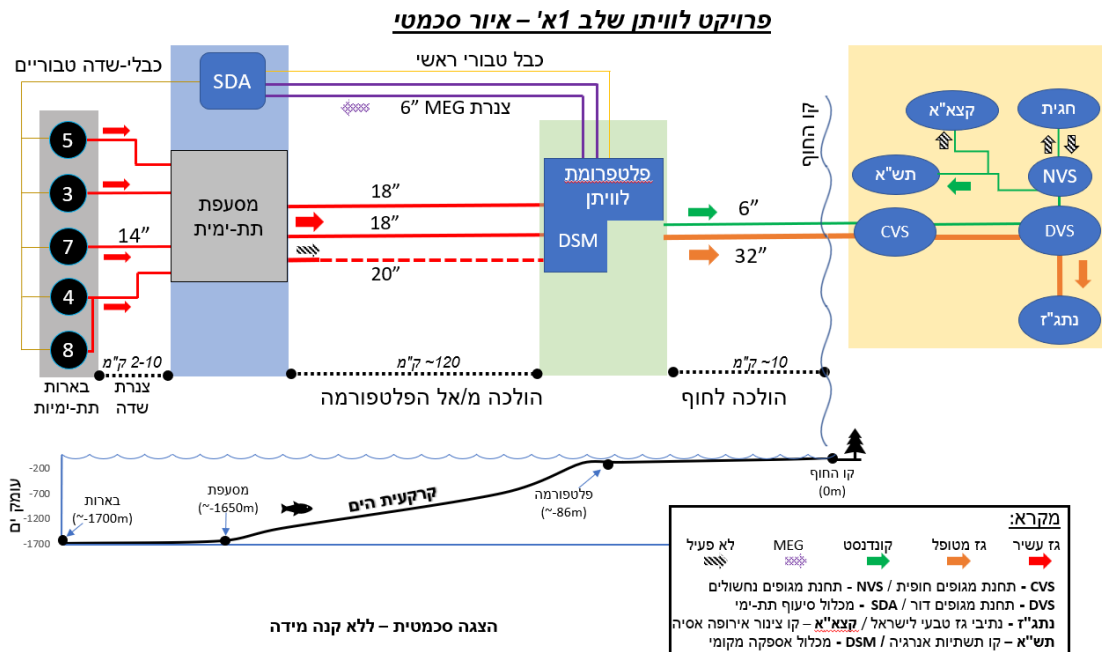 פרויקט לוויתן שלב 1א' – איור סכמטי
כבלי-שדה טבוריים
SDA
כבל טבורי ראשי
צנרת MEG 6”
קו החוף
קצא"א
חגית
תש"א
NVS
CVS
DVS
נתג"ז
5
3
7
4
8
14”
מסעפת
תת-ימית
18”
18”
20”
פלטפרומת
לוויתן
DSM
6”
32”
2-10 ק"מ
~120 ק"מ
~10 ק"מ
בארות
תת-ימיות
צנרת
שדה
הולכה מ/אל הפלטפורמה
הולכה לחוף
עומק ים
-200
-700
-1200
-1700
בארות
(~-1700m)
מסעפת
(~-1650m)
קרקעית הים
פלטפורמה
(~-86m)
קו החוף
(0m)
מקרא:
גז עשיר
גז מטופל
קונדנסט
MEG
לא פעיל
CVS - תחנת מגופים חופית / NVS - תחנת מגופים נחשולים
DVS - תחנת מגופים דור / SDA - מכלול סיעוף תת-ימי
נתג"ז - נתיבי גז טבעי לישראל / קצא"א – קו צינור אירופה אסיה
תש"א – קו תשתיות אנרגיה / DSM - מכלול אספקה מקומי
הצגה סכמטית – ללא קנה מידה